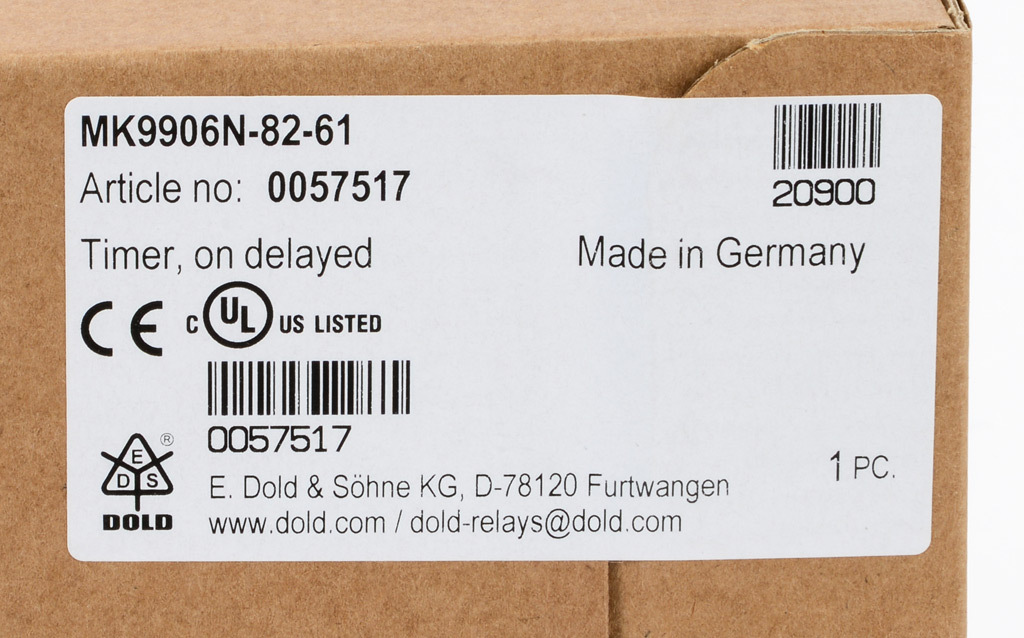 MK9906N-82-61
20900
Article no: 0057517
Timer, on delayed
Made in Germany
CE C UL US LISTED
0057517
® E D S DOLD
E. Dold & Söhne KG, D-78120 Furtwangen
1 PC.
www.dold.com / dold-relays@dold.com